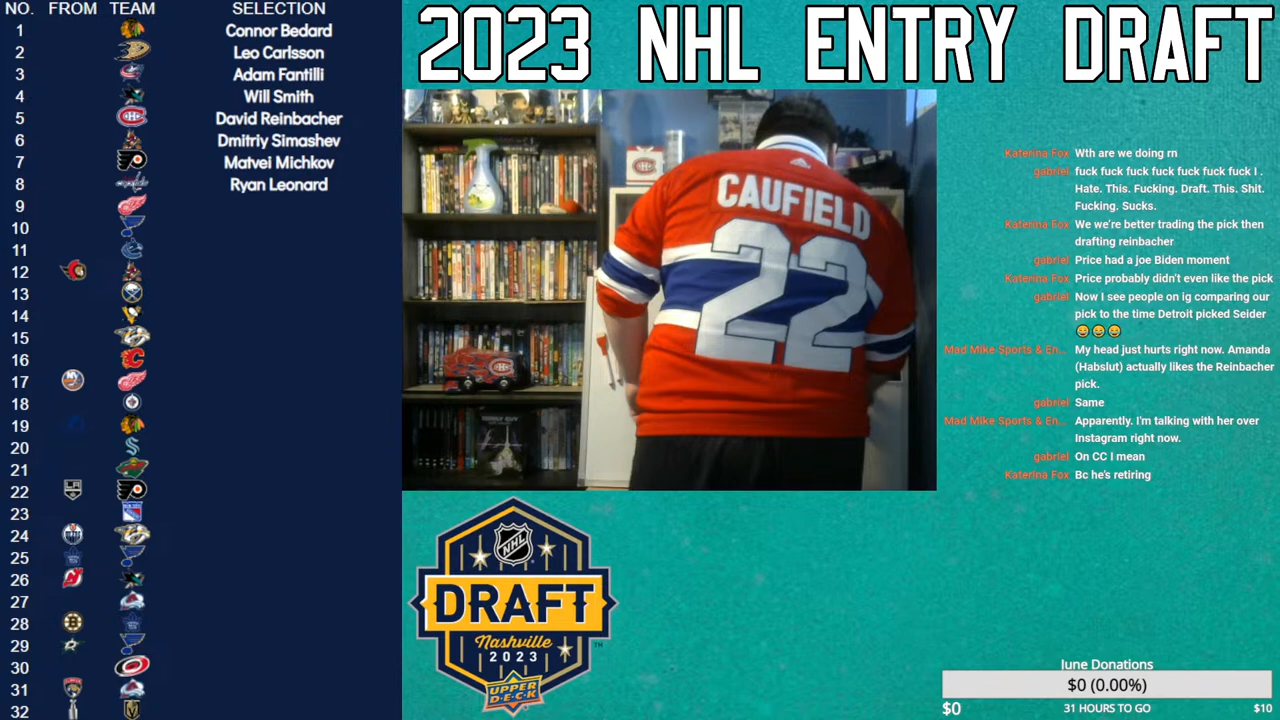 NO. FROM TEAM SELECTION
1 Connor Bedard
2 Leo Carlsson
3 Adam Fantilli
4 Will Smith
5 David Reinbacher
6 Dmitriy Simashev
7 Matvei Michkov
8 Ryan Leonard
9
10
11
12
13
14
15
16
17
18
19
20
21
22
23
24
25
26
27
28
29
30
31
32
2023 NHL ENTRY DRAFT
CAUFIELD
22
NHL
DRAFT
Nashville
2023
UPPER
DECK
Katerina Fox Wth are we doing rn
gabriel fuck fuck fuck fuck fuck fuck fuck I .
Hate. This. Fucking. Draft. This. Shit.
Fucking. Sucks.
Katerina Fox We we're better trading the pick then
drafting reinbacher
gabriel Price had a joe Biden moment
Katerina Fox Price probably didn't even like the pick
gabriel Now I see people on ig comparing our
pick to the time Detroit picked Seider
😂😂😂
Mad Mike Sports & En... My head just hurts right now. Amanda
(Habslut) actually likes the Reinbacher
pick.
gabriel Same
Mad Mike Sports & En... Apparently. I'm talking with her over
Instagram right now.
gabriel On CC I mean
Katerina Fox Bc he's retiring
June Donations
$0 (0.00%)
$0 31 HOURS TO GO $10